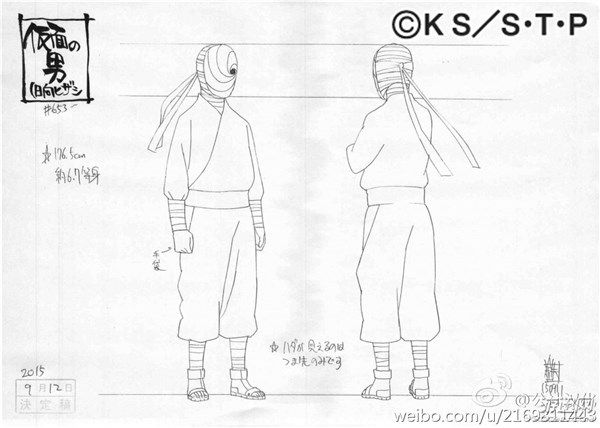 ©KS/S・T・P
仮面の
男
(日向ヒザシ
#653
☆176.5cm
約6.7等身
手袋
☆ハダが見えるのは
つま先のみです
2015
9月12日
決定稿
weibo.com/u/2169211443